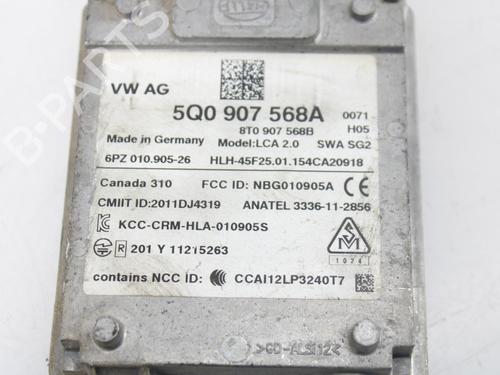 HELLA
VW AG
5Q0 907 568A 0071
8T0 907 568B H05
Made in Germany Model:LCA 2.0 SWA SG2
6PZ 010.905-26 HLH-45F25.01.154CA20918
Canada 310 FCC ID: NBG010905A CE
CMIIT ID:2011DJ4319 ANATEL 3336-11-2856
KCC-CRM-HLA-010905S
R 201 Y 11215263
1024
contains NCC ID: CCAI12LP3240T7
B-PARTS